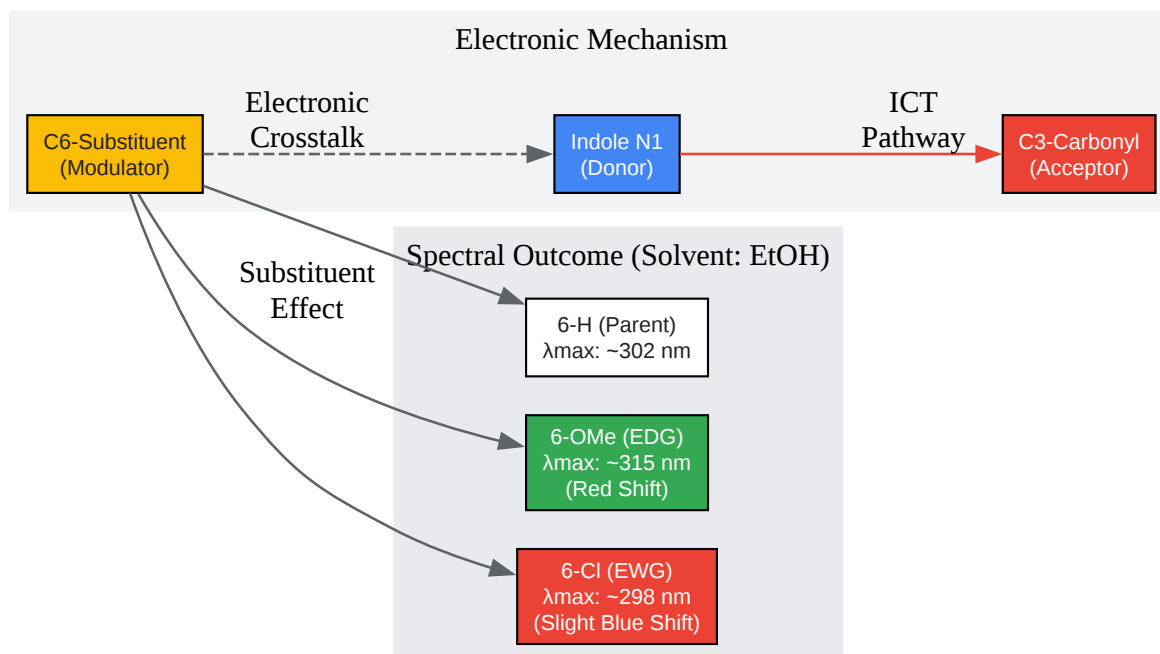 Electronic Mechanism
Electronic
Crosstalk
ICT
Pathway
C6-Substituent
(Modulator)
Indole N1
(Donor)
C3-Carbonyl
(Acceptor)
Spectral Outcome (Solvent: EtOH)
Substituent
Effect
6-H (Parent)
λmax: ~302 nm
6-OMe (EDG)
λmax: ~315 nm
(Red Shift)
6-Cl (EWG)
λmax: ~298 nm
(Slight Blue Shift)